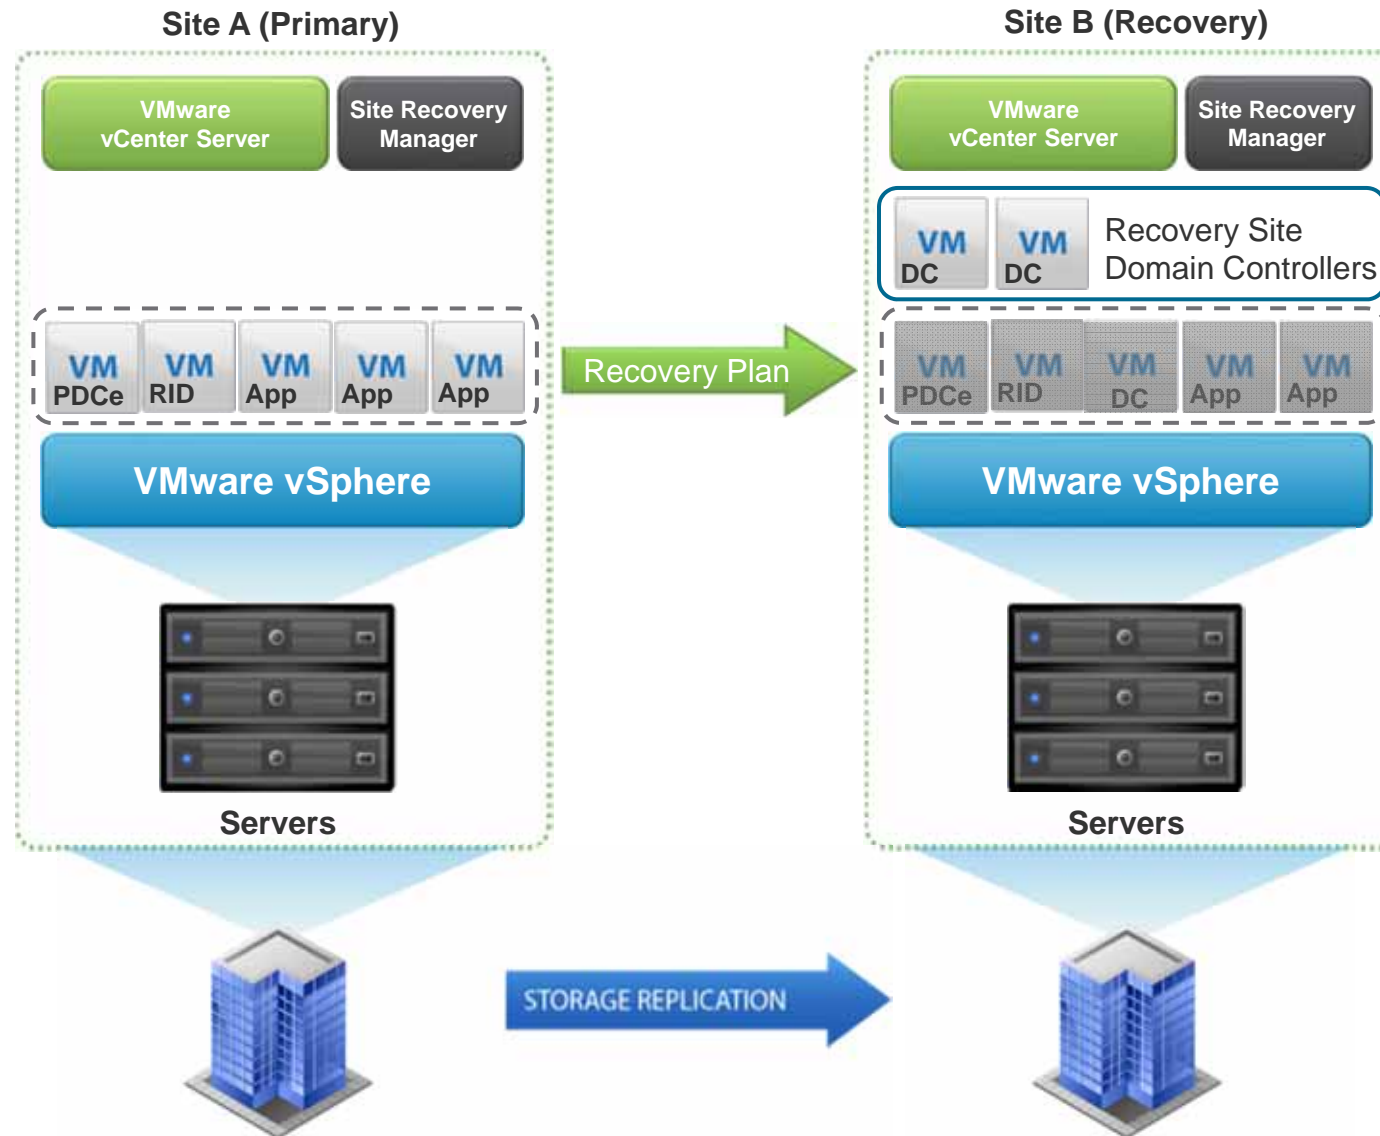 Site A (Primary)
Site B (Recovery)
VMware
vCenter Server
Site Recovery
Manager
VMware
vCenter Server
Site Recovery
Manager
VM
DC
VM
DC
Recovery Site
Domain Controllers
VM
PDCe
VM
RID
VM
App
VM
App
VM
App
Recovery Plan
VM
PDCe
VM
RID
VM
DC
VM
App
VM
App
VMware vSphere
VMware vSphere
Servers
Servers
STORAGE REPLICATION